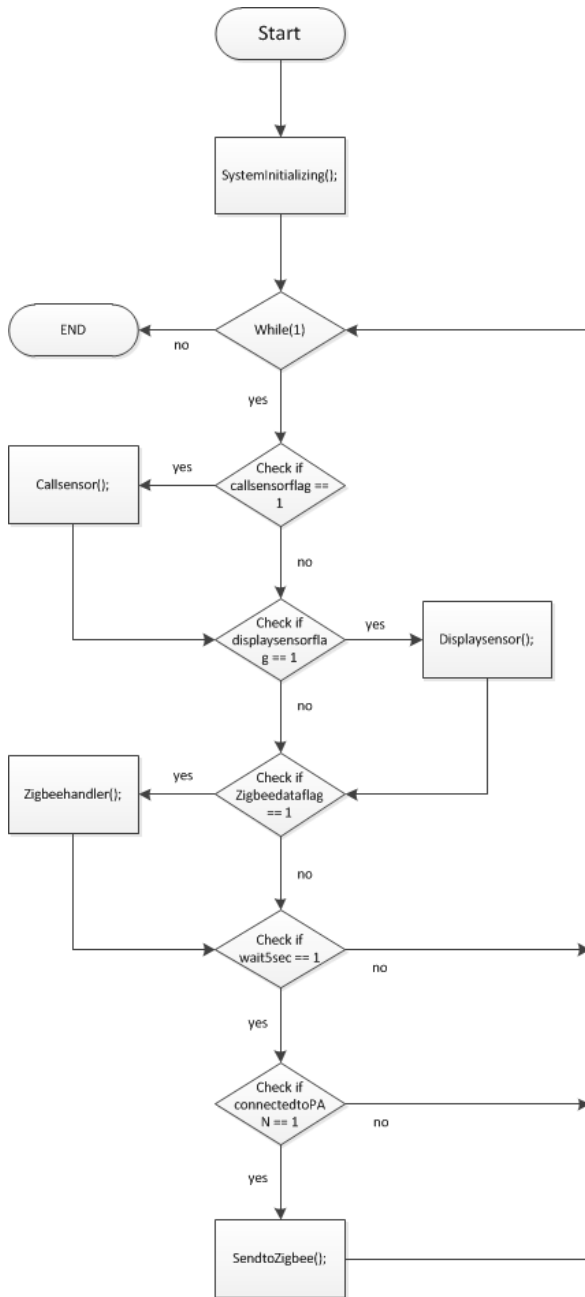 Start
SystemInitializing();
While(1)
END
no
yes
Check if
callsensorflag ==
1
yes
Callsensor();
no
Check if
displaysensorfla
g == 1
yes
Displaysensor();
no
Check if
Zigbeedataflag
== 1
yes
Zigbeehandler();
no
Check if
wait5sec == 1
no
yes
Check if
connectedtoPA
N == 1
no
yes
SendtoZigbee();